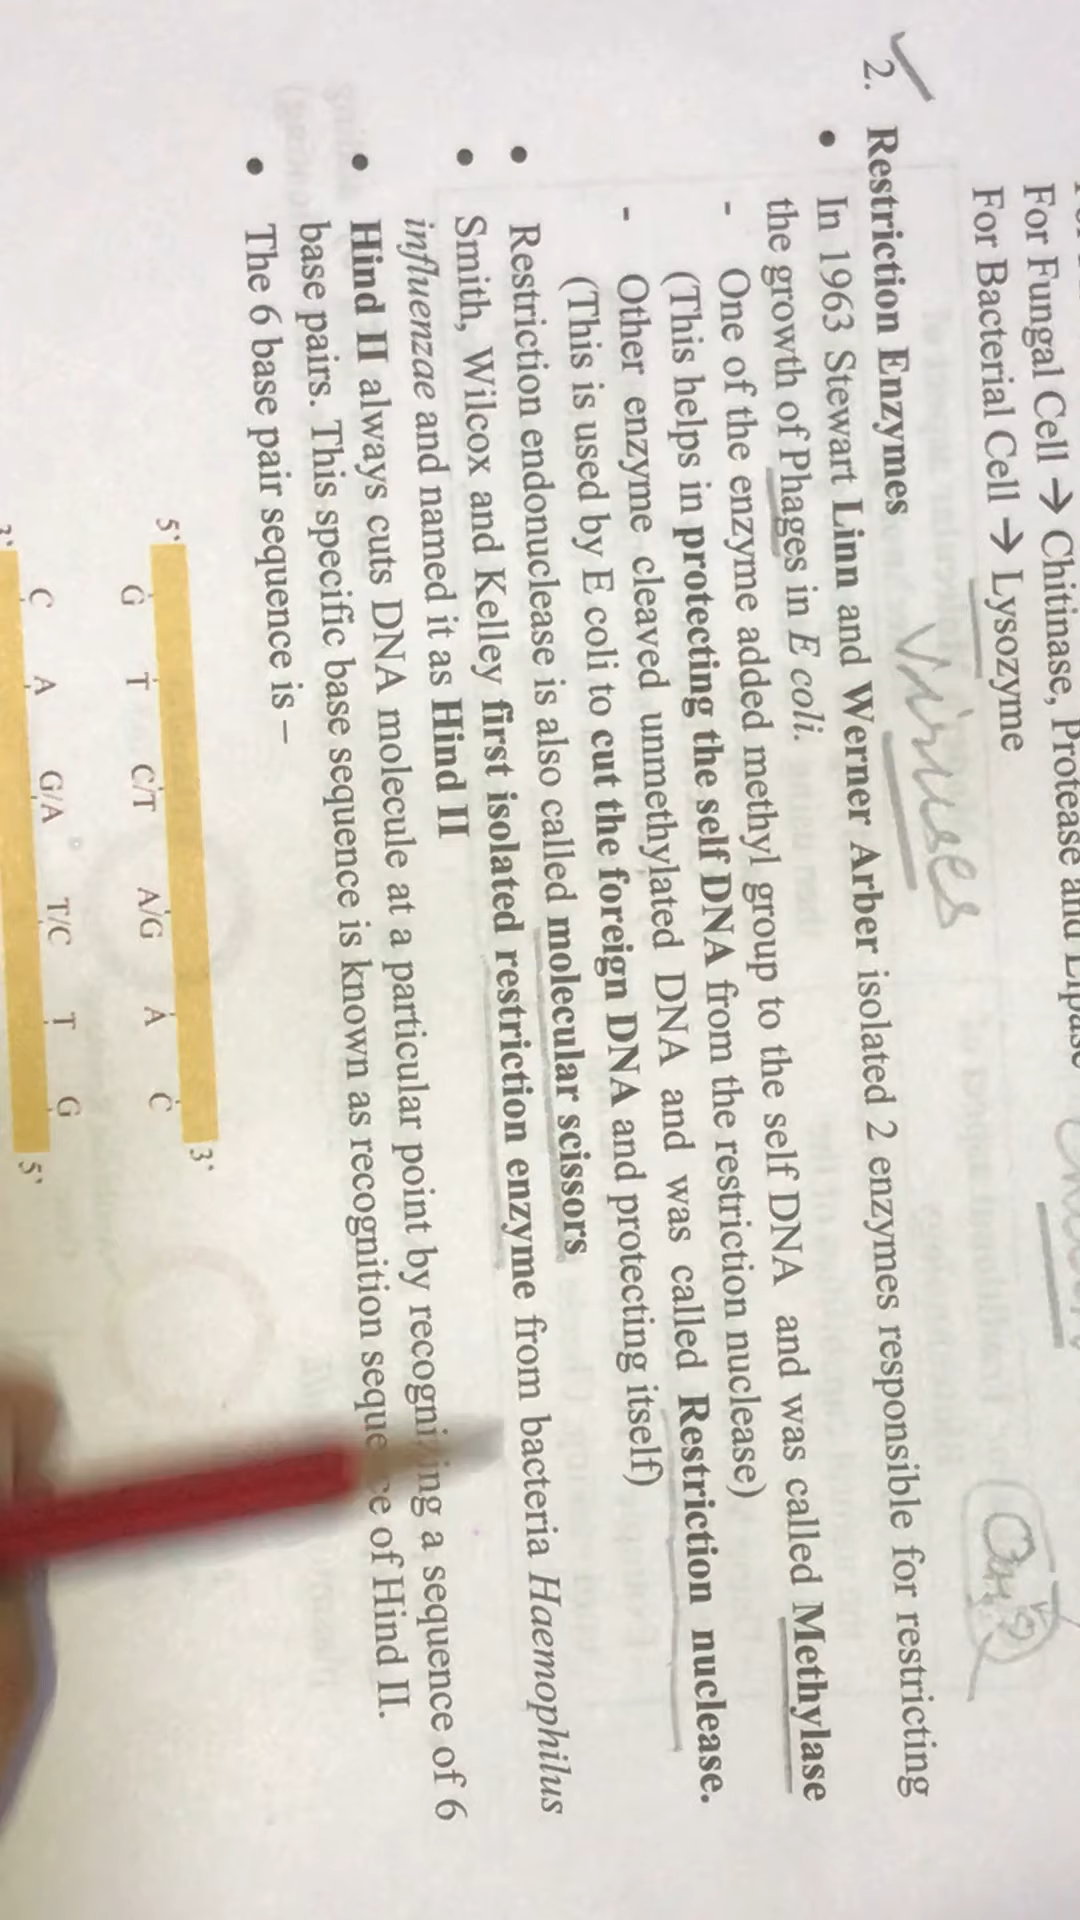 For Fungal Cell → Chitinase, Protease and Lipase
For Bacterial Cell → Lysozyme
Viruses
2. Restriction Enzymes
• In 1963 Stewart Linn and Werner Arber isolated 2 enzymes responsible for restricting
the growth of Phages in E coli.
- One of the enzyme added methyl group to the self DNA and was called Methylase
(This helps in protecting the self DNA from the restriction nuclease)
- Other enzyme cleaved unmethylated DNA and was called Restriction nuclease.
(This is used by E coli to cut the foreign DNA and protecting itself)
• Restriction endonuclease is also called molecular scissors
• Smith, Wilcox and Kelley first isolated restriction enzyme from bacteria Haemophilus
influenzae and named it as Hind II
• Hind II always cuts DNA molecule at a particular point by recognizing a sequence of 6
base pairs. This specific base sequence is known as recognition sequence of Hind II.
• The 6 base pair sequence is –
5' 3'
G T C/T A/G A C
C A G/A T/C T G
3' 5'